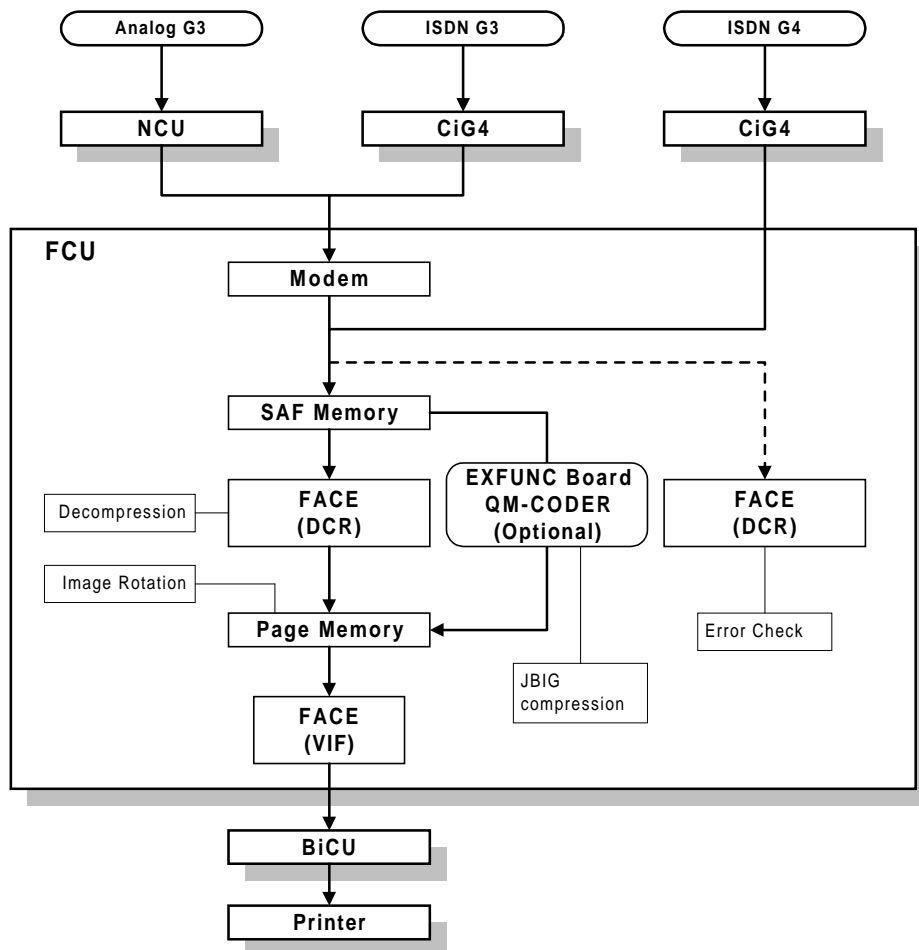 Analog G3
ISDN G3
ISDN G4
NCU
CiG4
CiG4
FCU
Modem
SAF Memory
EXFUNC Board
QM-CODER
(Optional)
FACE
(DCR)
FACE
(DCR)
Decompression
Image Rotation
Page Memory
Error Check
JBIG
compression
FACE
(VIF)
BiCU
Printer